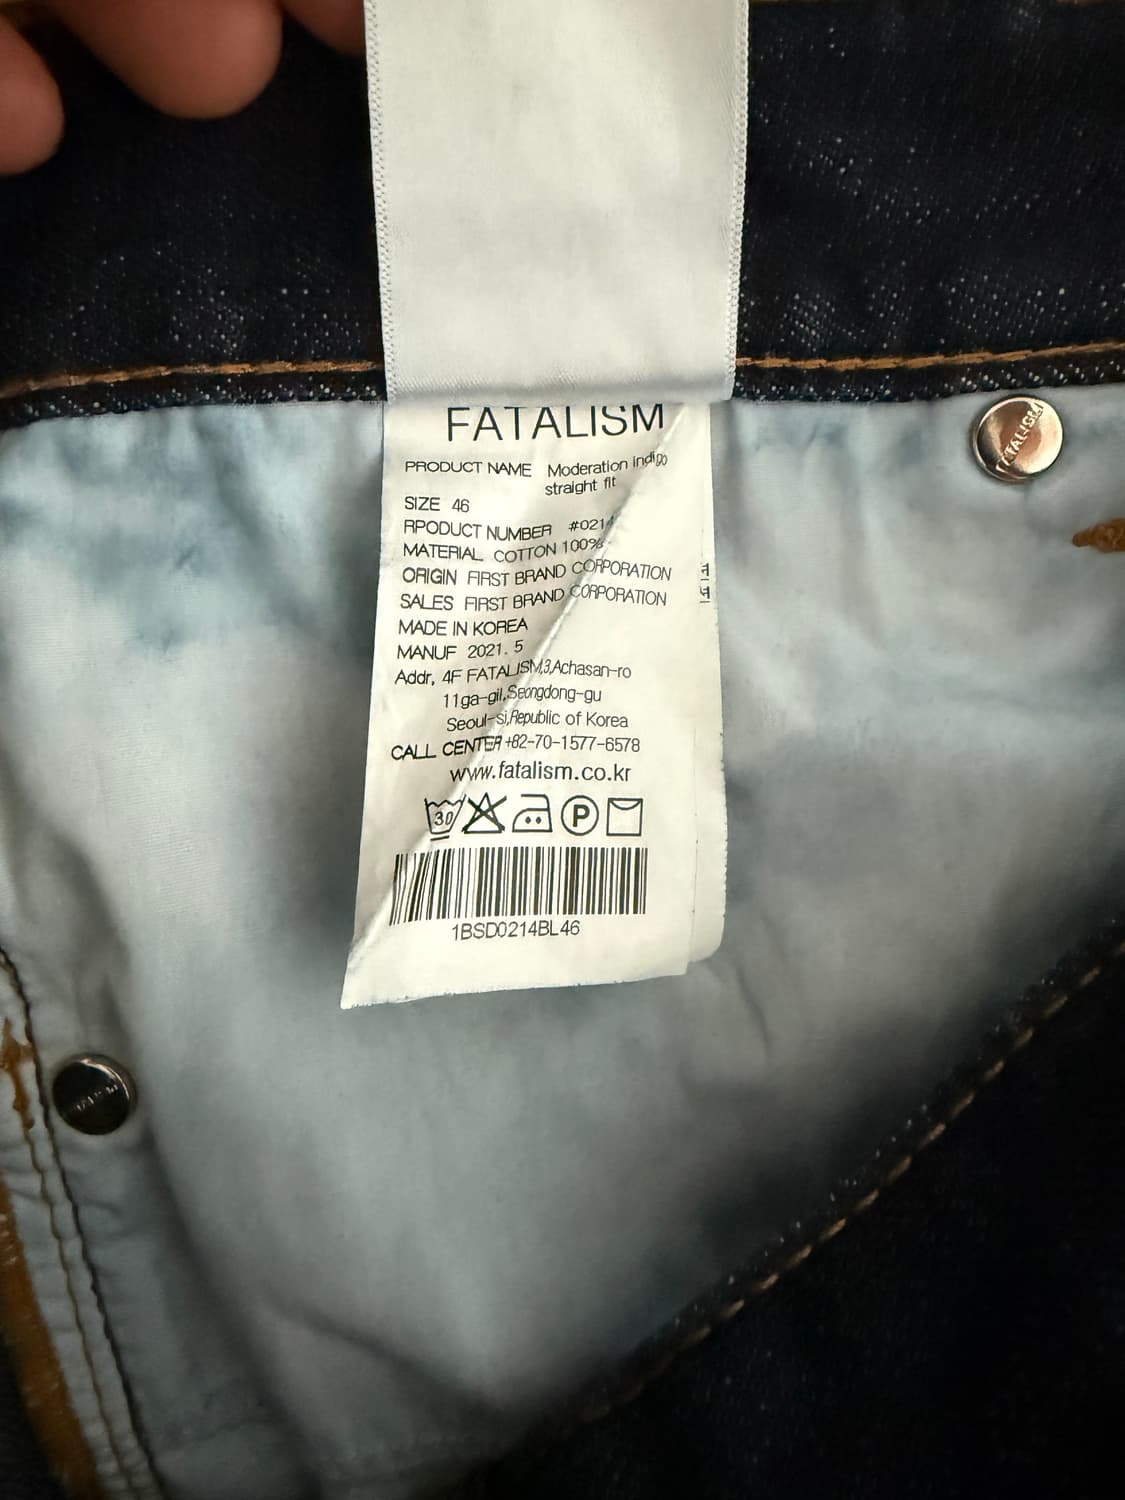 FATALISM
PRODUCT NAME Moderation indigo
straight fit
SIZE 46
RPODUCT NUMBER #0214
MATERIAL COTTON 100%
ORIGIN FIRST BRAND CORPORATION
SALES FIRST BRAND CORPORATION
MADE IN KOREA
MANUF 2021. 5
Addr, 4F FATALISM,3,Achasan-ro
11ga-gil,Seongdong-gu
Seoul-si,Republic of Korea
CALL CENTER +82-70-1577-6578
www.fatalism.co.kr
30
P
1BSD0214BL46
FATALISM